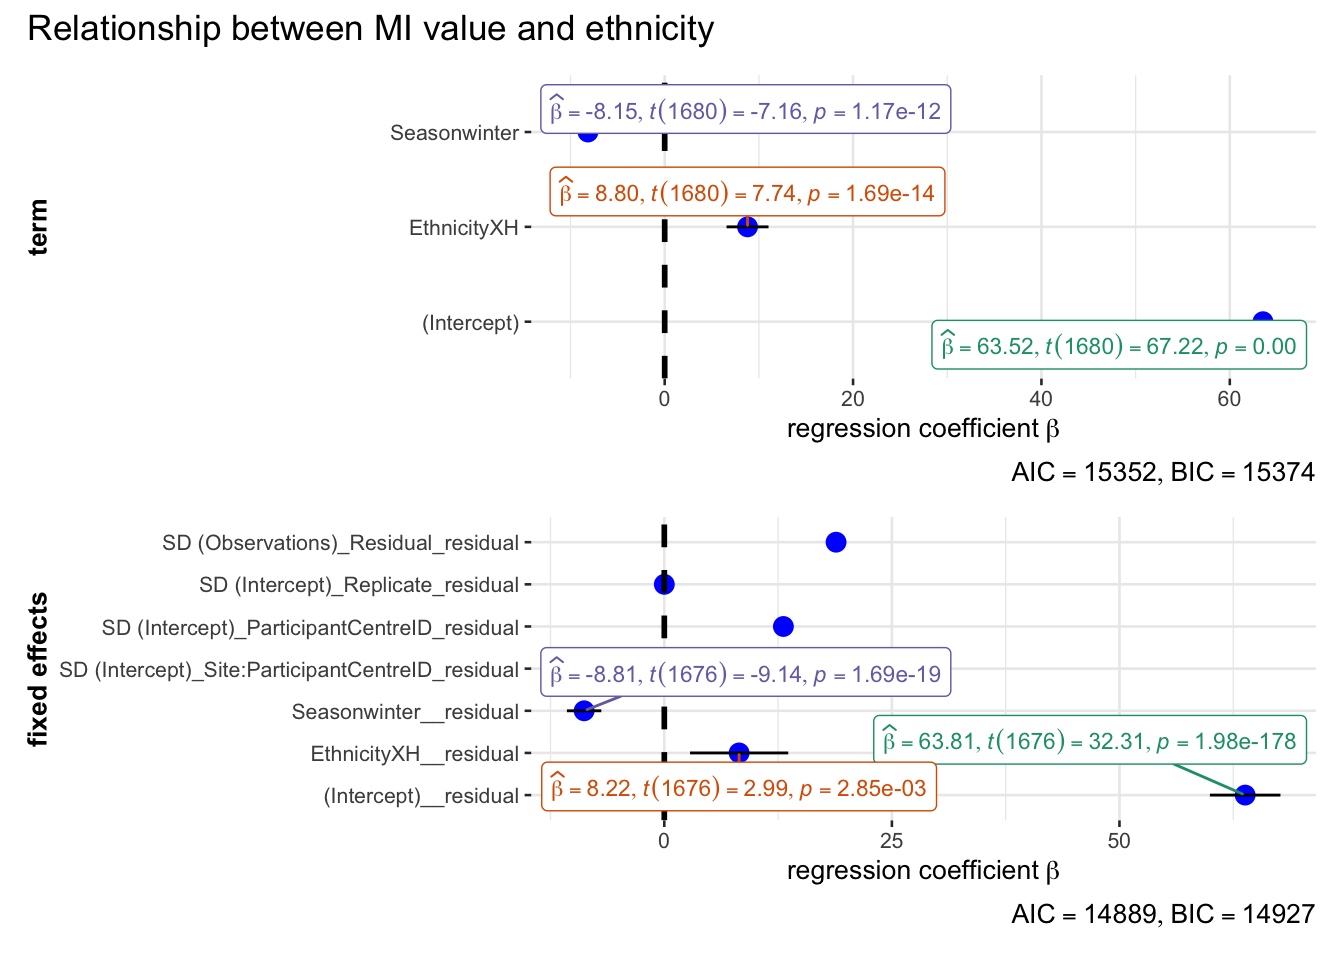 Relationship between MI value and ethnicity
term
Seasonwinter
β̂ = -8.15, t(1680) = -7.16, p = 1.17e-12
EthnicityXH
β̂ = 8.80, t(1680) = 7.74, p = 1.69e-14
(Intercept)
β̂ = 63.52, t(1680) = 67.22, p = 0.00
0 20 40 60
regression coefficient β
AIC = 15352, BIC = 15374
fixed effects
SD (Observations)_Residual_residual
SD (Intercept)_Replicate_residual
SD (Intercept)_ParticipantCentreID_residual
SD (Intercept)_Site:ParticipantCentreID_residual
β̂ = -8.81, t(1676) = -9.14, p = 1.69e-19
Seasonwinter__residual
β̂ = 63.81, t(1676) = 32.31, p = 1.98e-178
EthnicityXH__residual
β̂ = 8.22, t(1676) = 2.99, p = 2.85e-03
(Intercept)__residual
0 25 50
regression coefficient β
AIC = 14889, BIC = 14927